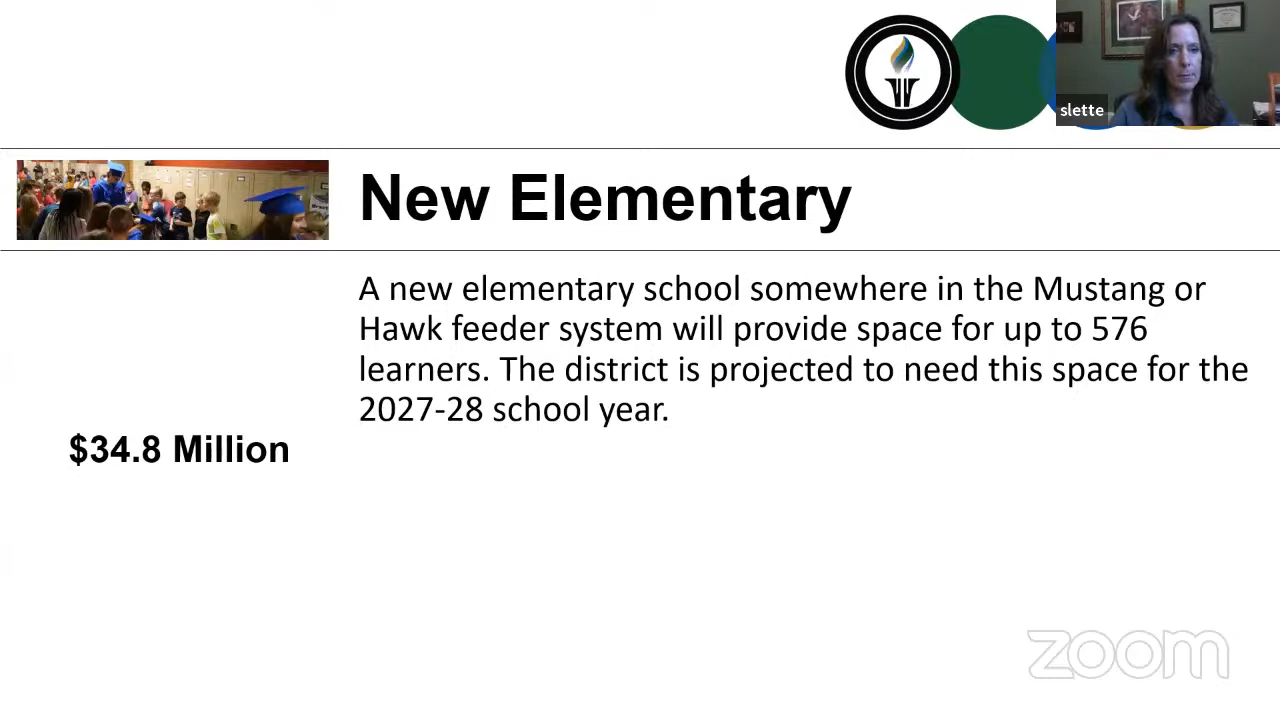 slette
New Elementary
A new elementary school somewhere in the Mustang or
Hawk feeder system will provide space for up to 576
learners. The district is projected to need this space for the
2027-28 school year.
$34.8 Million
zoom